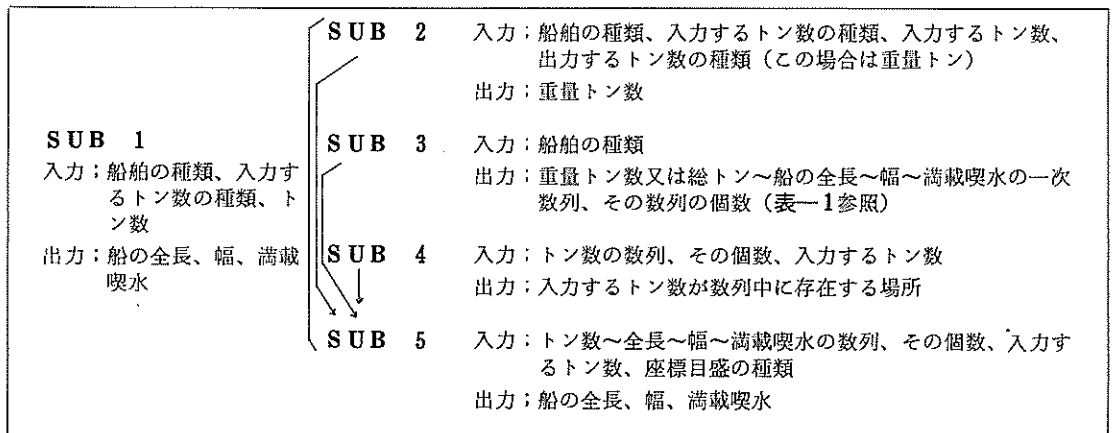 SUB 2 入力；船舶の種類、入力するトン数の種類、入力するトン数、
出力するトン数の種類（この場合は重量トン）
出力；重量トン数
SUB 1
入力；船舶の種類、入力す
るトン数の種類、ト
ン数
出力；船の全長、幅、満載
喫水
SUB 3 入力；船舶の種類
出力；重量トン数又は総トン～船の全長～幅～満載喫水の一次
数列、その数列の個数（表―1参照）
SUB 4 入力；トン数の数列、その個数、入力するトン数
出力；入力するトン数が数列中に存在する場所
SUB 5 入力；トン数～全長～幅～満載喫水の数列、その個数、入力す
るトン数、座標目盛の種類
出力；船の全長、幅、満載喫水